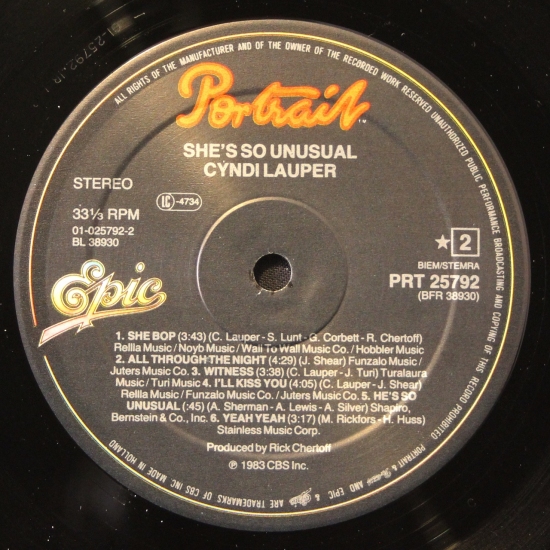 01-25792
ALL RIGHTS OF THE MANUFACTURER AND OF THE OWNER OF THE RECORDED WORK RESERVED UNAUTHORIZED PUBLIC PERFORMANCE BROADCASTING AND COPYING OF THIS RECORD PROHIBITED
Portrait
SHE'S SO UNUSUAL
CYNDI LAUPER
STEREO
LC-4734
33⅓ RPM
01-025792-2
BL 38930
★ 2
BIEM/STEMRA
PRT 25792
(BFR 38930)
Epic
1. SHE BOP (3:43) (C. Lauper - S. Lunt - G. Corbett - R. Chertoff)
Rellla Music / Noyb Music / Wall To Wall Music Co. / Hobbler Music
2. ALL THROUGH THE NIGHT (4:29) (J. Shear) Funzalo Music /
Juters Music Co. 3. WITNESS (3:38) (C. Lauper - J. Turi) Turalaura
Music / Turi Music 4. I'LL KISS YOU (4:05) (C. Lauper - J. Shear)
Rellla Music / Funzalo Music / Juters Music Co. 5. HE'S SO
UNUSUAL (:45) (A. Sherman - A. Lewis - A. Silver) Shapiro,
Bernstein & Co., Inc. 6. YEAH YEAH (3:17) (M. Rickfors - H. Huss)
Stainless Music Corp.
Produced by Rick Chertoff
℗ 1983 CBS Inc.
PORTRAIT & Portrait AND EPIC & Epic ARE TRADEMARKS OF CBS INC MADE IN HOLLAND